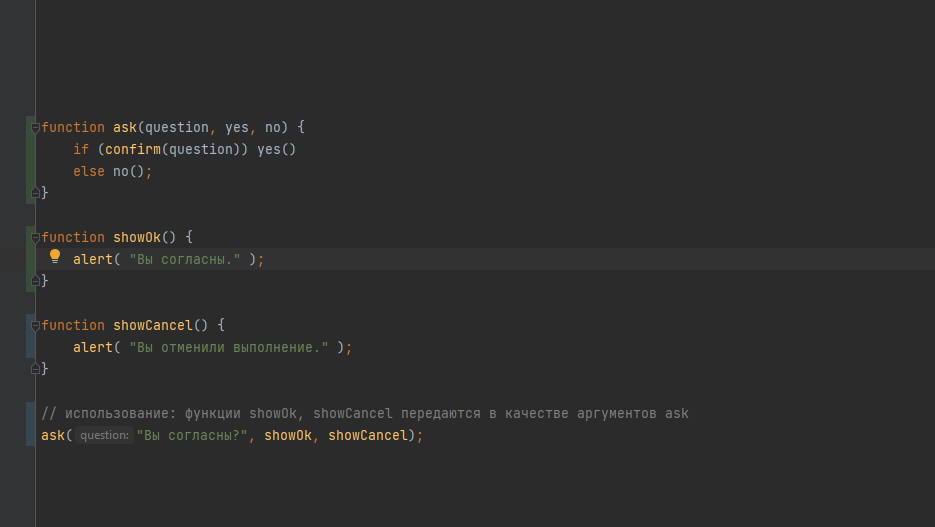 function ask(question, yes, no) {
    if (confirm(question)) yes()
    else no();
}
function showOk() {
    alert( "Вы согласны." );
}
function showCancel() {
    alert( "Вы отменили выполнение." );
}
// использование: функции showOk, showCancel передаются в качестве аргументов ask
ask( question: "Вы согласны?", showOk, showCancel);